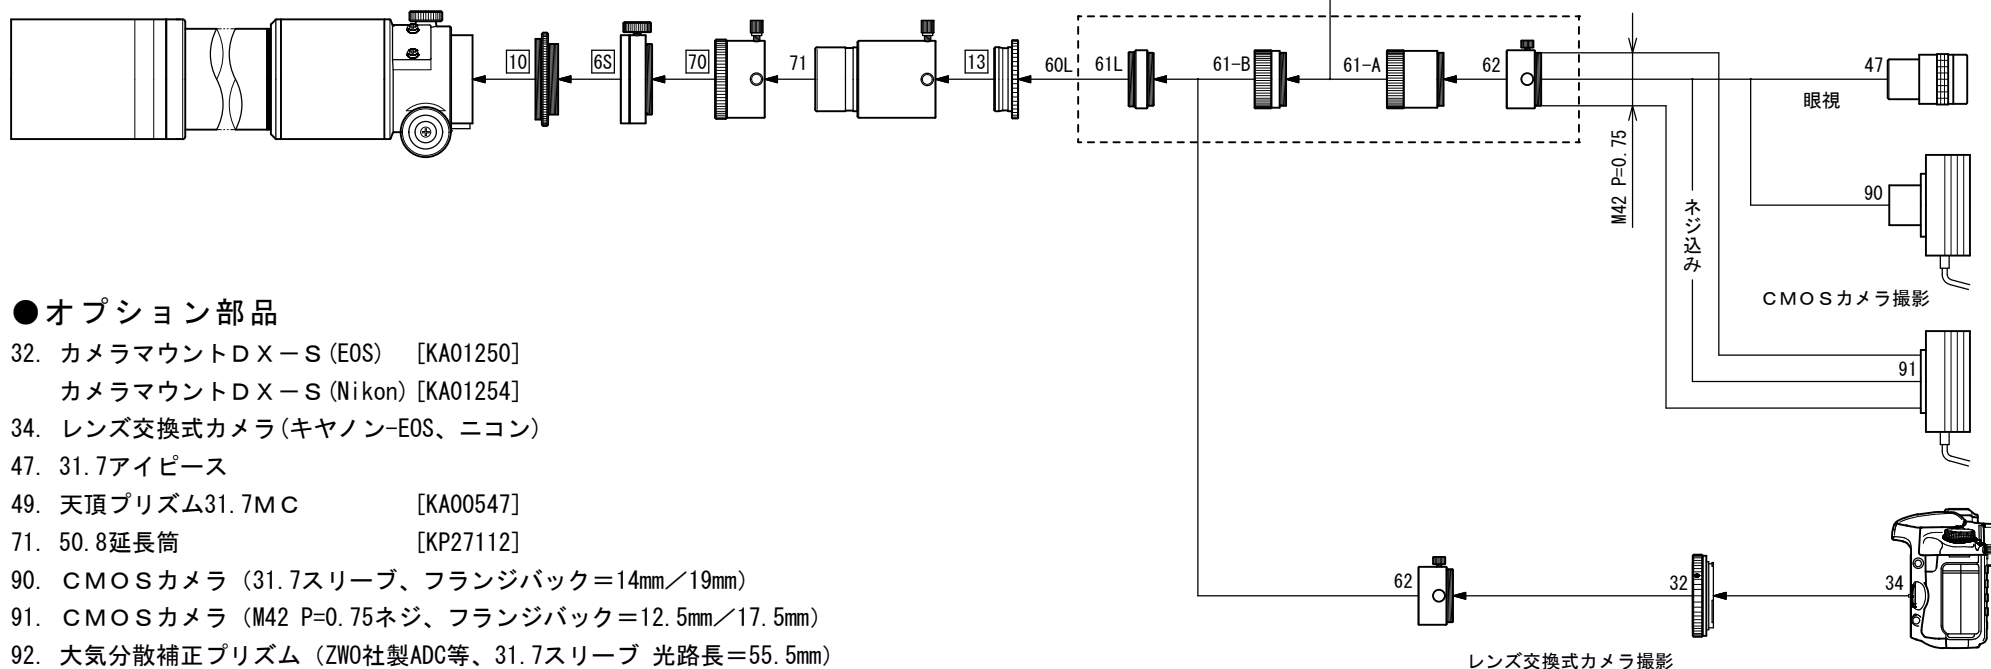 10
6S
70
71
13
60L
61L
61-B
61-A
62
47
眼視
M42 P=0.75
ネジ込み
90
CMOSカメラ撮影
91
●オプション部品
32. カメラマウントDX－S(EOS) [KA01250]
カメラマウントDX－S(Nikon) [KA01254]
34. レンズ交換式カメラ(キヤノン-EOS、ニコン)
47. 31.7アイピース
49. 天頂プリズム31.7MC [KA00547]
71. 50.8延長筒 [KP27112]
90. CMOSカメラ（31.7スリーブ、フランジバック＝14mm／19mm）
91. CMOSカメラ（M42 P=0.75ネジ、フランジバック＝12.5mm／17.5mm）
92. 大気分散補正プリズム（ZWO社製ADC等、31.7スリーブ 光路長＝55.5mm）
62
32
34
レンズ交換式カメラ撮影